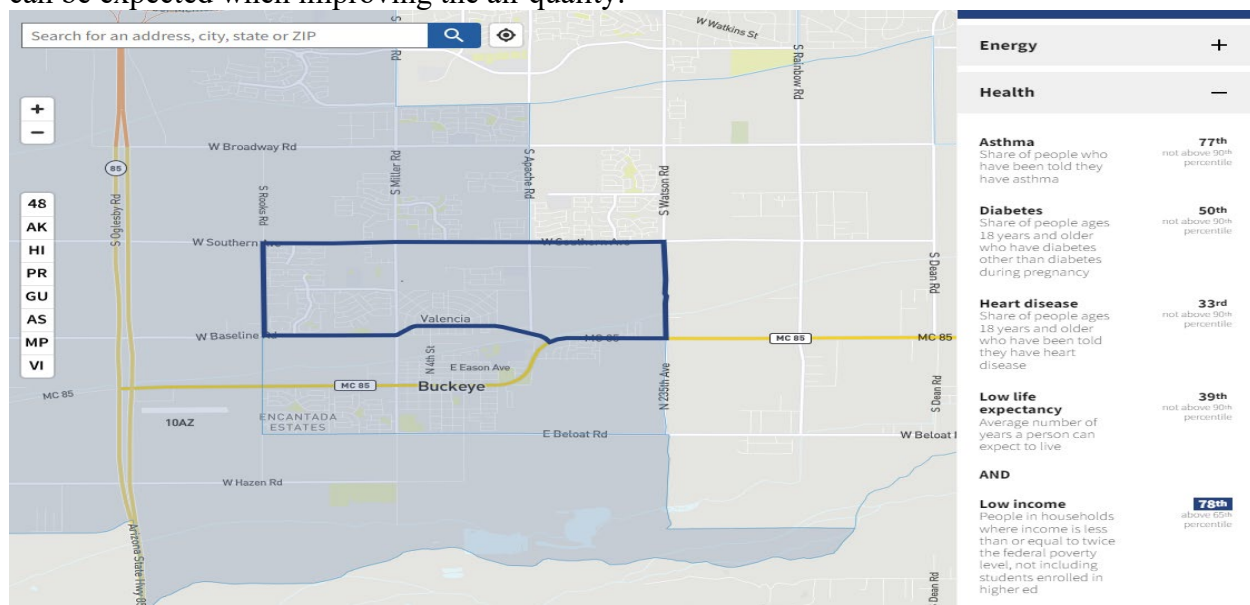 can be expected when improving the air quality.
Search for an address, city, state or ZIP
W Watkins St
Rd
S Rainbow Rd
+
−
W Broadway Rd
85
S Oglesby Rd
S Rooks Rd
S Miller Rd
S Apache Rd
S Watson Rd
48
AK
HI
PR
GU
AS
MP
VI
W Southern Ave
W Southern Ave
S Dean Rd
Valencia
W Baseline Rd
MC 85
MC 85
MC 85
N 4th St
E Eason Ave
MC 85
MC 85
Buckeye
N 235th Ave
S Dean Rd
10AZ
ENCANTADA
ESTATES
E Beloat Rd
W Beloat
W Hazen Rd
Arizona State Hwy 85
Dean Rd
Energy +
Health −
Asthma 77th
Share of people who not above 90th
have been told they percentile
have asthma
Diabetes 50th
Share of people ages not above 90th
18 years and older percentile
who have diabetes
other than diabetes
during pregnancy
Heart disease 33rd
Share of people ages not above 90th
18 years and older percentile
who have been told
they have heart
disease
Low life 39th
expectancy not above 90th
Average number of percentile
years a person can
expect to live
AND
Low income 78th
People in households above 65th
where income is less percentile
than or equal to twice
the federal poverty
level, not including
students enrolled in
higher ed